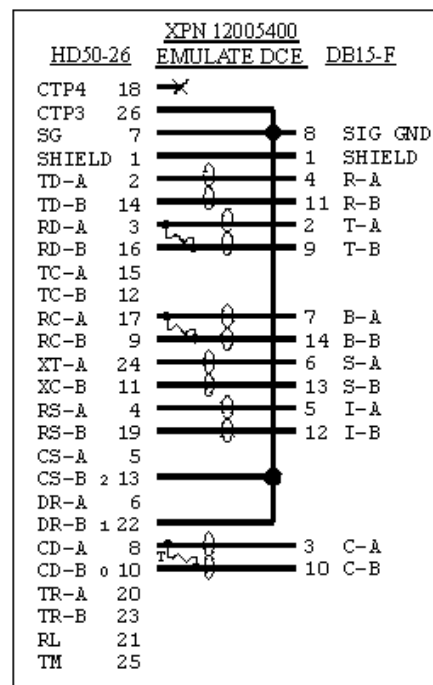 XPN 12005400
HD50-26 EMULATE DCE DB15-F
CTP4 18
CTP3 26
SG 7 8 SIG GND
SHIELD 1 1 SHIELD
TD-A 2 4 R-A
TD-B 14 11 R-B
RD-A 3 2 T-A
RD-B 16 9 T-B
TC-A 15
TC-B 12
RC-A 17 7 B-A
RC-B 9 14 B-B
XT-A 24 6 S-A
XC-B 11 13 S-B
RS-A 4 5 I-A
RS-B 19 12 I-B
CS-A 5
CS-B 2 13
DR-A 6
DR-B 1 22
CD-A 8 T 3 C-A
CD-B 0 10 10 C-B
TR-A 20
TR-B 23
RL 21
TM 25